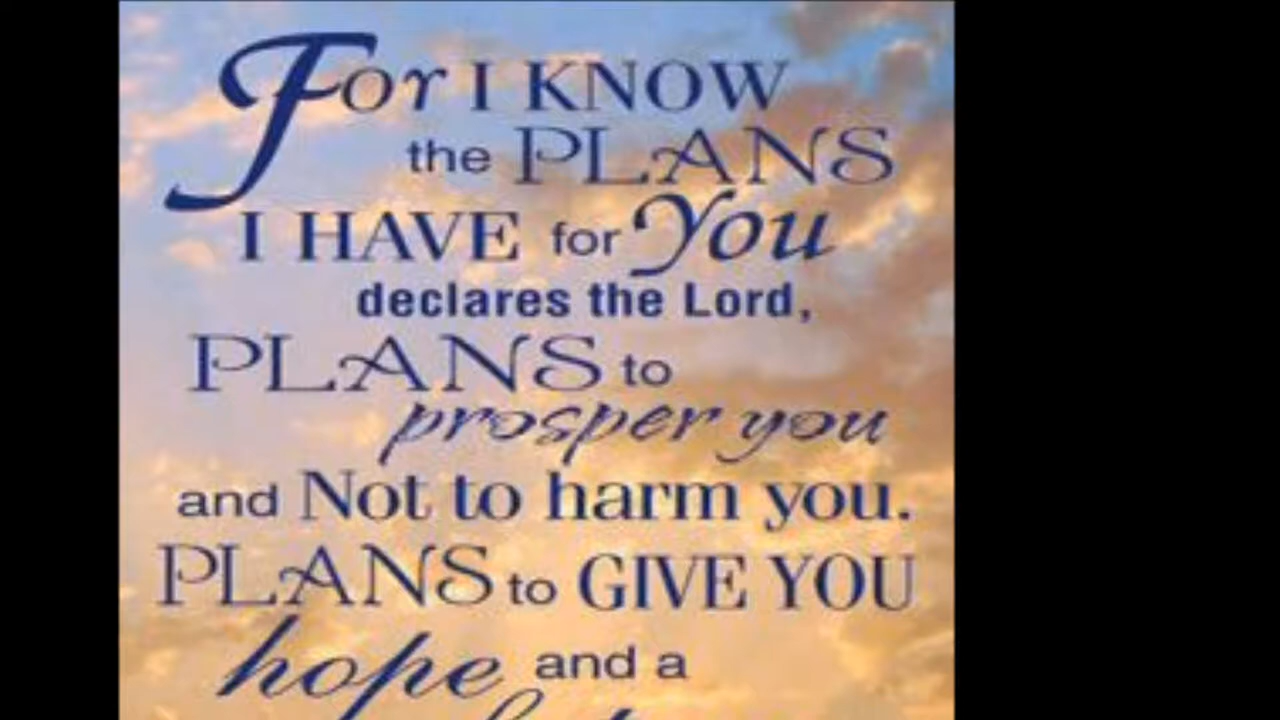 For I KNOW
the PLANS
I HAVE for You
declares the Lord,
PLANS to
prosper you
and Not to harm you.
PLANS to GIVE YOU
hope and a